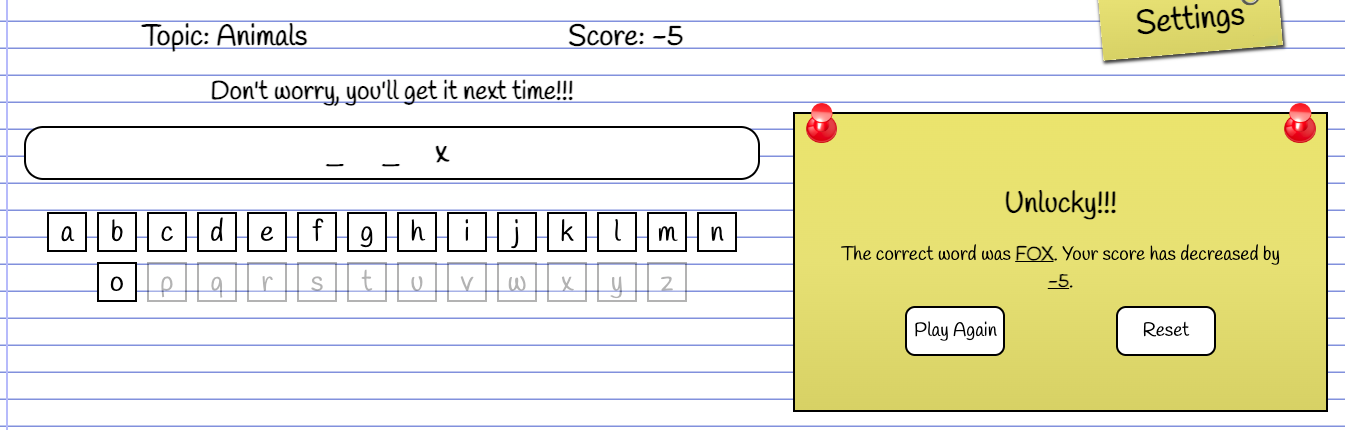 Topic: Animals
Score: -5
Settings
Don't worry, you'll get it next time!!!
_ _ x
a b c d e f g h i j k l m n
o p q r s t u v w x y z
Unlucky!!!
The correct word was FOX. Your score has decreased by
-5.
Play Again
Reset